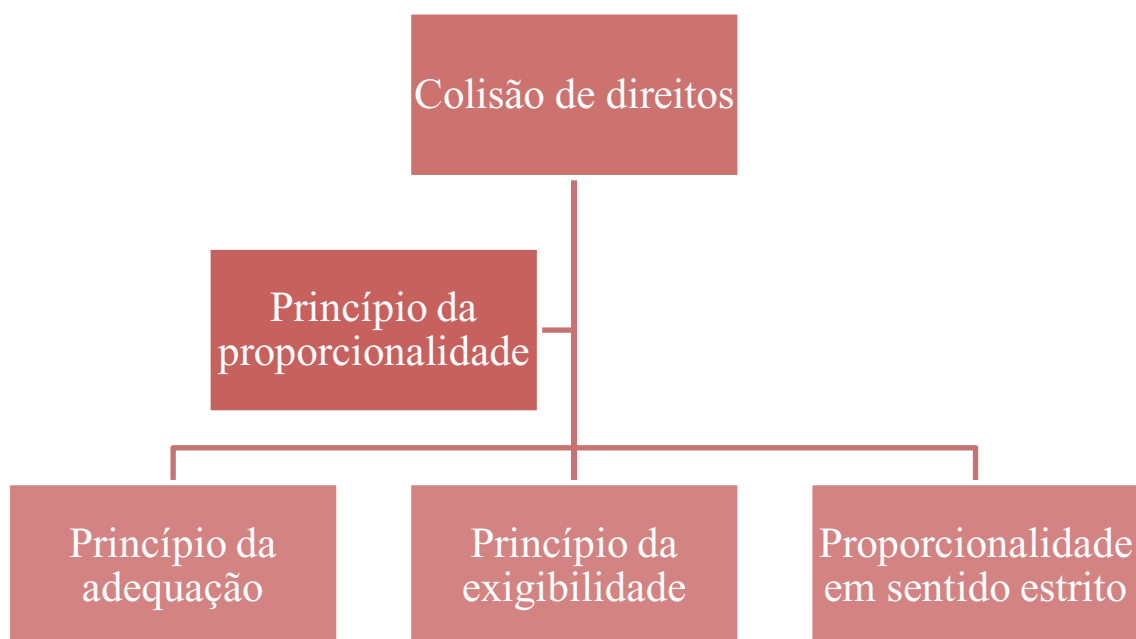 Colisão de direitos
Princípio da
proporcionalidade
Princípio da
adequação
Princípio da
exigibilidade
Proporcionalidade
em sentido estrito